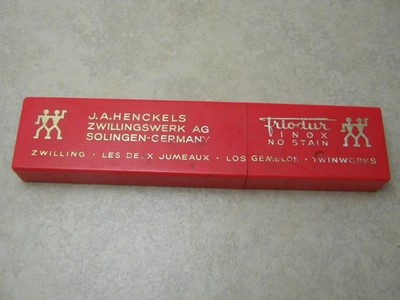 J.A.HENCKELS
ZWILLINGSWERK AG
SOLINGEN-GERMANY
friodur
INOX
NO STAIN
ZWILLING · LES DEUX JUMEAUX · LOS GEMELOS · TWINWORKS